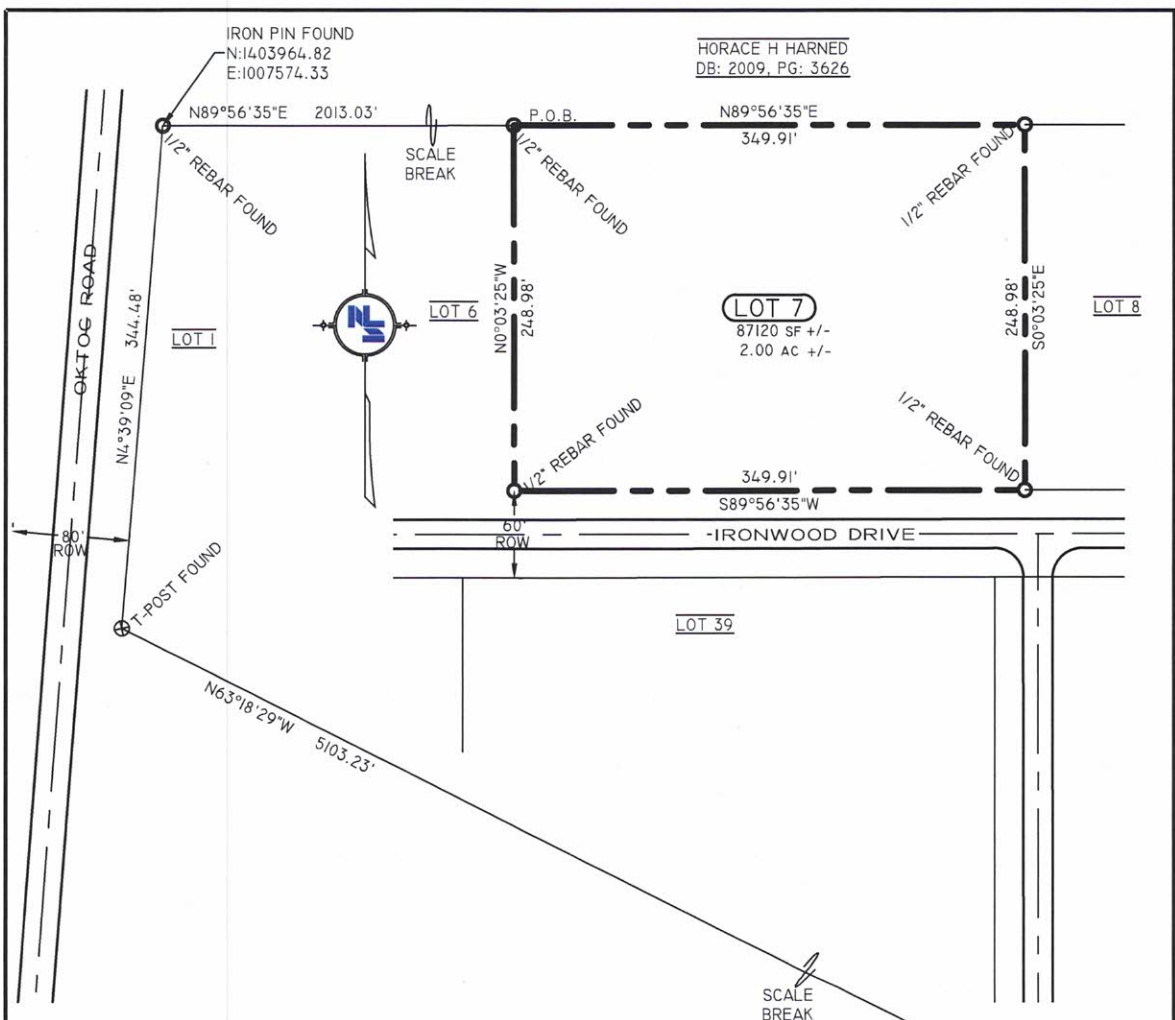 IRON PIN FOUND
N:1403964.82
E:1007574.33
HORACE H HARNED
DB: 2009, PG: 3626
N89°56'35"E 2013.03'
P.O.B.
N89°56'35"E
349.91'
SCALE
BREAK
1/2" REBAR FOUND
1/2" REBAR FOUND
1/2" REBAR FOUND
OKTOG ROAD
N4°39'09"E 344.48'
LOT 1
NLS
LOT 6
N0°03'25"W
248.98'
LOT 7
87120 SF +/-
2.00 AC +/-
248.98'
S0°03'25"E
LOT 8
1/2" REBAR FOUND
1/2" REBAR FOUND
349.91'
S89°56'35"W
80'
ROW
60'
ROW
IRONWOOD DRIVE
T-POST FOUND
LOT 39
N63°18'29"W 5103.23'
SCALE
BREAK